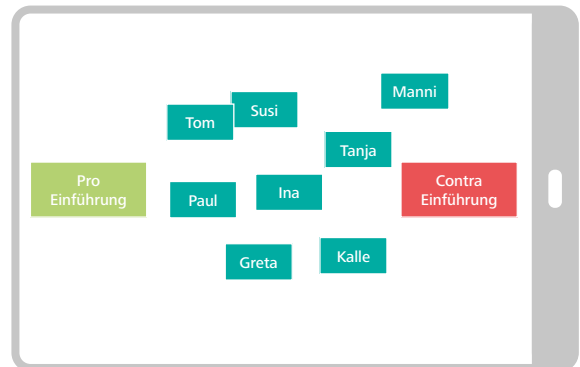 Manni
Susi
Tom
Tanja
Pro
Einführung
Contra
Einführung
Ina
Paul
Kalle
Greta